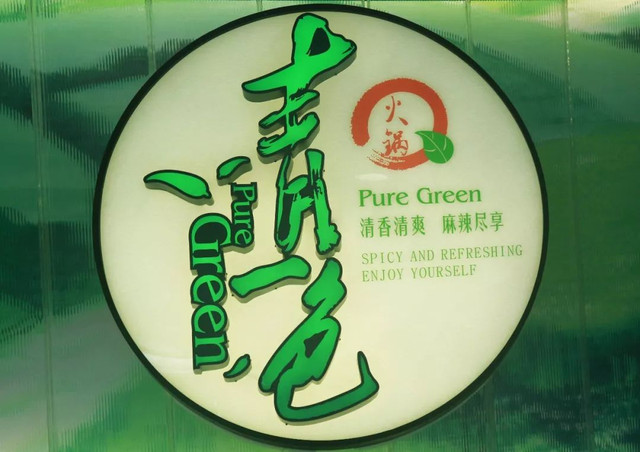 清一色
Pure
Green
火锅
Pure Green
清香清爽 麻辣尽享
SPICY AND REFRESHING
ENJOY YOURSELF